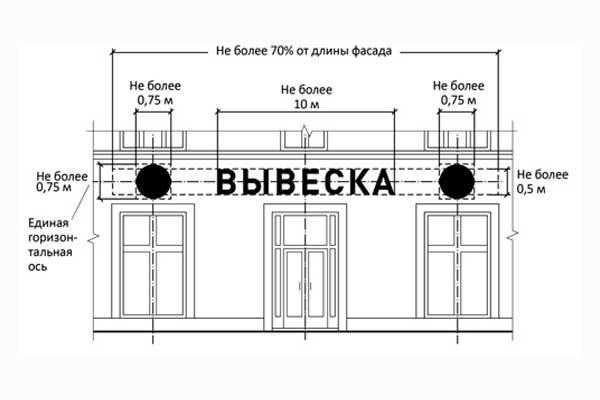 Не более 70% от длины фасада
Не более
0,75 м
Не более
10 м
Не более
0,75 м
Не более
0,75 м
ВЫВЕСКА
Не более
0,5 м
Единая
горизон-
тальная
ось